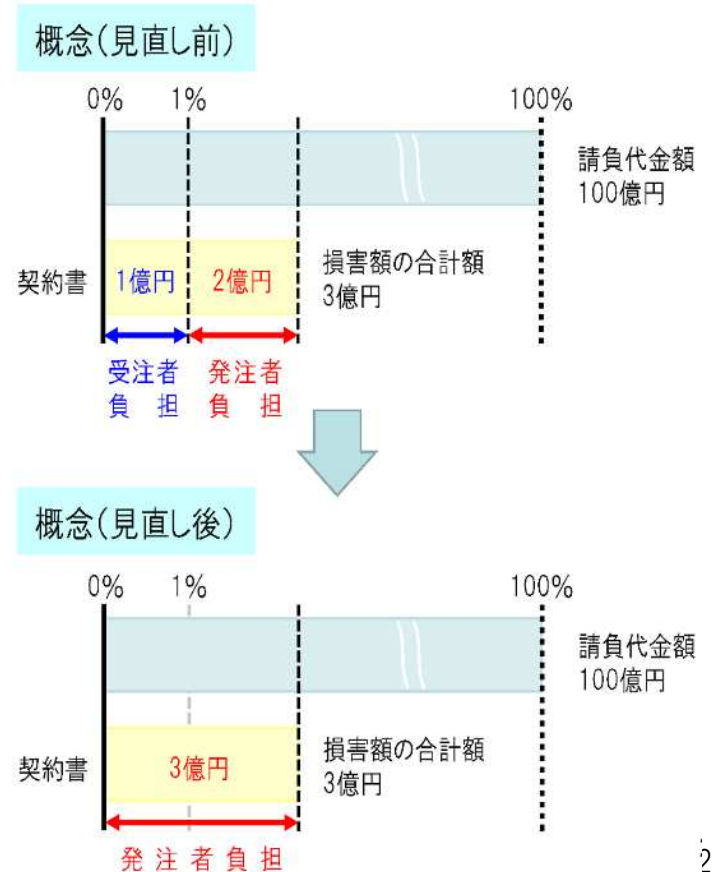 概念(見直し前)
0% 1% 100%
請負代金額
100億円
契約書 1億円 2億円 損害額の合計額
3億円
受注者 発注者
負 担 負 担
概念(見直し後)
0% 1% 100%
請負代金額
100億円
契約書 3億円 損害額の合計額
3億円
発 注 者 負 担
2